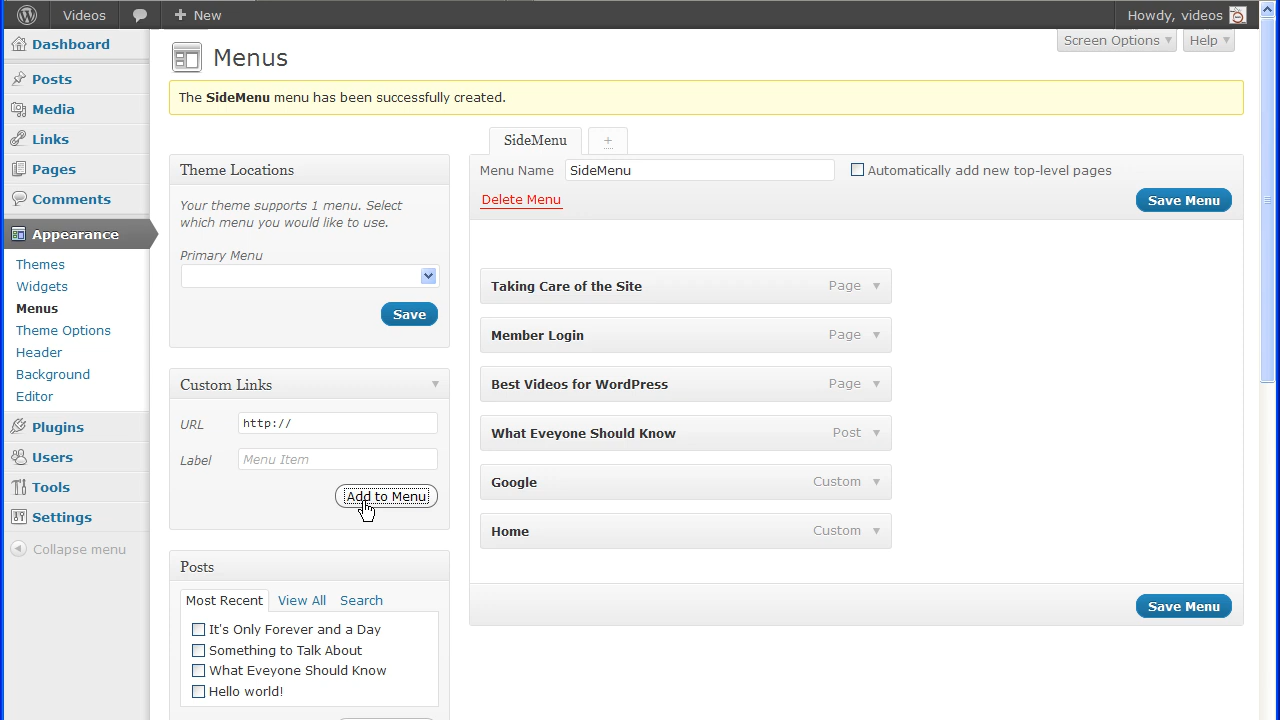 Videos
New
Howdy, videos
Dashboard
Posts
Media
Links
Pages
Comments
Appearance
Themes
Widgets
Menus
Theme Options
Header
Background
Editor
Plugins
Users
Tools
Settings
Collapse menu
Screen Options
Help
Menus
The SideMenu menu has been successfully created.
Theme Locations
Your theme supports 1 menu. Select
which menu you would like to use.
Primary Menu
Save
Custom Links
URL
http://
Label
Menu Item
Add to Menu
Posts
Most Recent
View All
Search
It's Only Forever and a Day
Something to Talk About
What Eveyone Should Know
Hello world!
SideMenu
+
Menu Name
SideMenu
Automatically add new top-level pages
Delete Menu
Save Menu
Taking Care of the Site
Page
Member Login
Page
Best Videos for WordPress
Page
What Eveyone Should Know
Post
Google
Custom
Home
Custom
Save Menu